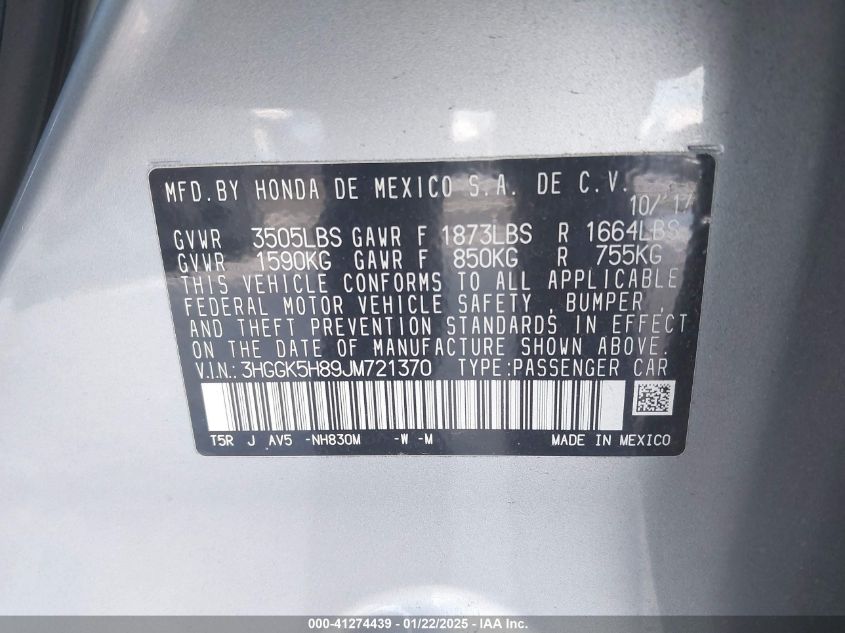 MFD.BY HONDA DE MEXICO S.A. DE C.V.
10/ 17
GVWR 3505LBS GAWR F 1873LBS R 1664LBS
GVWR 1590KG GAWR F 850KG R 755KG
THIS VEHICLE CONFORMS TO ALL APPLICABLE
FEDERAL MOTOR VEHICLE SAFETY , BUMPER ,
AND THEFT PREVENTION STANDARDS IN EFFECT
ON THE DATE OF MANUFACTURE SHOWN ABOVE.
V.I.N.: 3HGGK5H89JM721370 TYPE:PASSENGER CAR
T5R J AV5 -NH830M -W -M MADE IN MEXICO
000-41274439 - 01/22/2025 - IAA Inc.